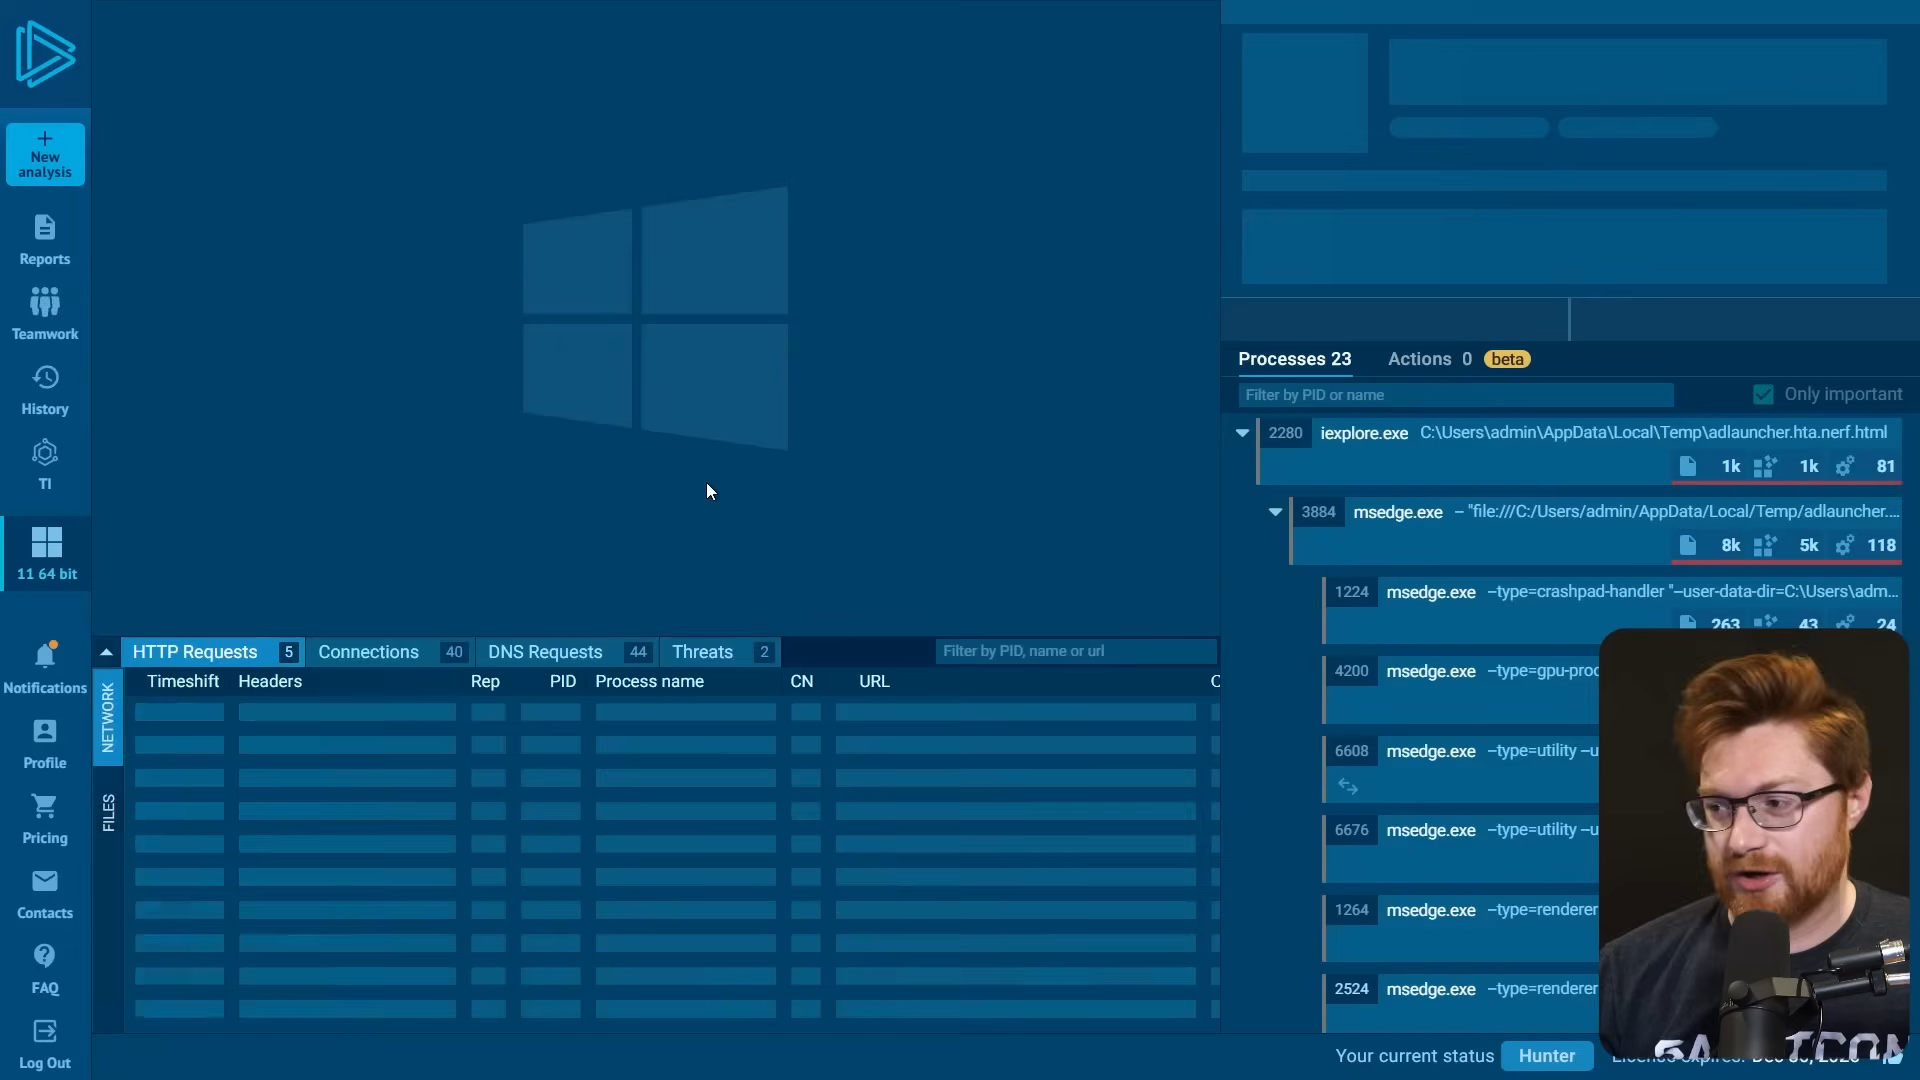 New
analysis
Reports
Teamwork
History
TI
11 64 bit
Notifications
Profile
Pricing
Contacts
FAQ
Log Out
HTTP Requests 5 Connections 40 DNS Requests 44 Threats 2 Filter by PID, name or url
NETWORK
FILES
Timeshift Headers Rep PID Process name CN URL
Processes 23 Actions 0 beta
Filter by PID or name Only important
2280 iexplore.exe C:\Users\admin\AppData\Local\Temp\adlauncher.hta.nerf.html
1k 1k 81
3884 msedge.exe – "file:///C:/Users/admin/AppData/Local/Temp/adlauncher....
8k 5k 118
1224 msedge.exe –type=crashpad-handler "–user-data-dir=C:\Users\adm...
263 43 24
4200 msedge.exe –type=gpu-proc
6608 msedge.exe –type=utility –u
6676 msedge.exe –type=utility –u
1264 msedge.exe –type=renderer
2524 msedge.exe –type=renderer
Your current status Hunter